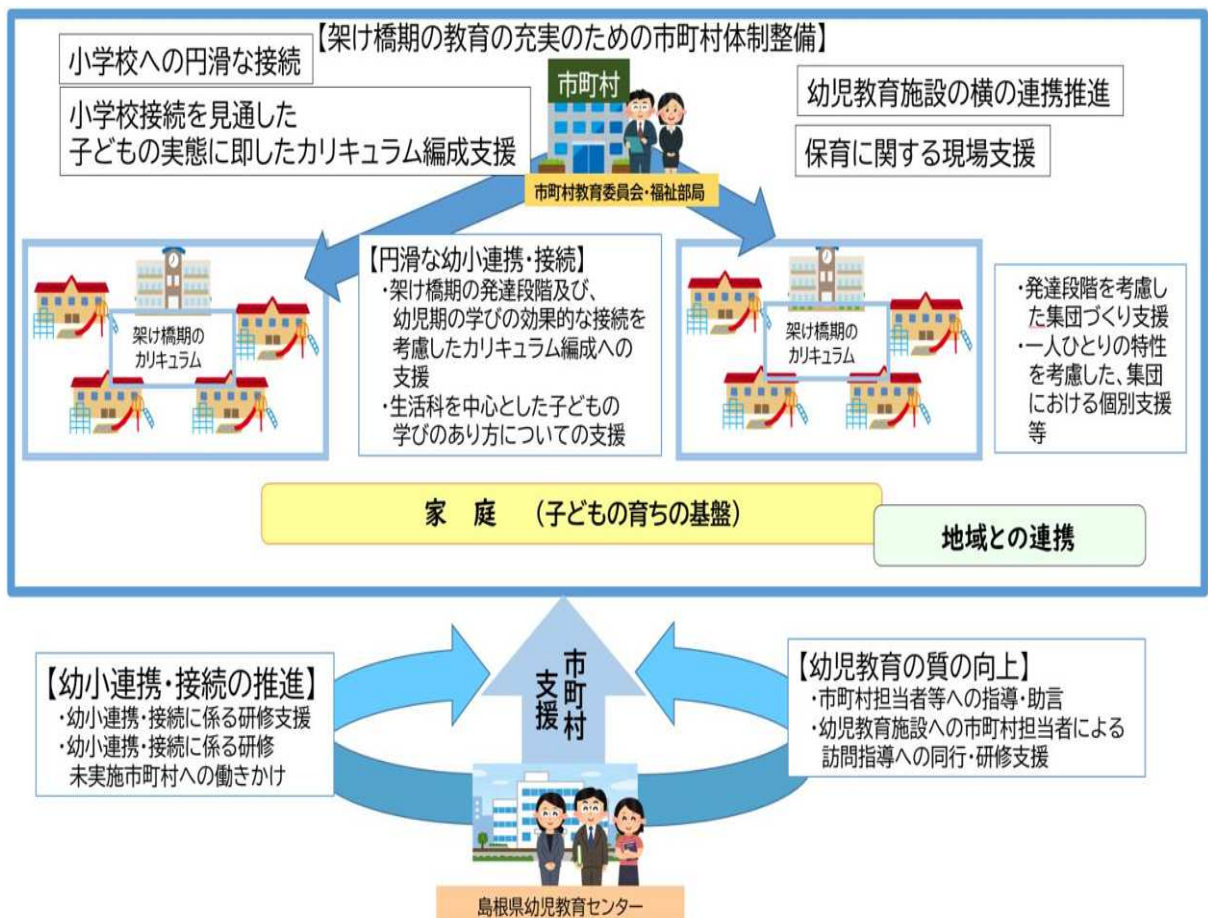 【架け橋期の教育の充実のための市町村体制整備】
小学校への円滑な接続
小学校接続を見通した
子どもの実態に即したカリキュラム編成支援
市町村
市町村教育委員会・福祉部局
幼児教育施設の横の連携推進
保育に関する現場支援
架け橋期の
カリキュラム
【円滑な幼小連携・接続】
・架け橋期の発達段階及び、
幼児期の学びの効果的な接続を
考慮したカリキュラム編成への
支援
・生活科を中心とした子どもの
学びのあり方についての支援
架け橋期の
カリキュラム
・発達段階を考慮し
た集団づくり支援
・一人ひとりの特性
を考慮した、集団
における個別支援
等
家 庭 （子どもの育ちの基盤）
地域との連携
【幼小連携・接続の推進】
・幼小連携・接続に係る研修支援
・幼小連携・接続に係る研修
未実施市町村への働きかけ
市町村
支援
【幼児教育の質の向上】
・市町村担当者等への指導・助言
・幼児教育施設への市町村担当者による
訪問指導への同行・研修支援
島根県幼児教育センター